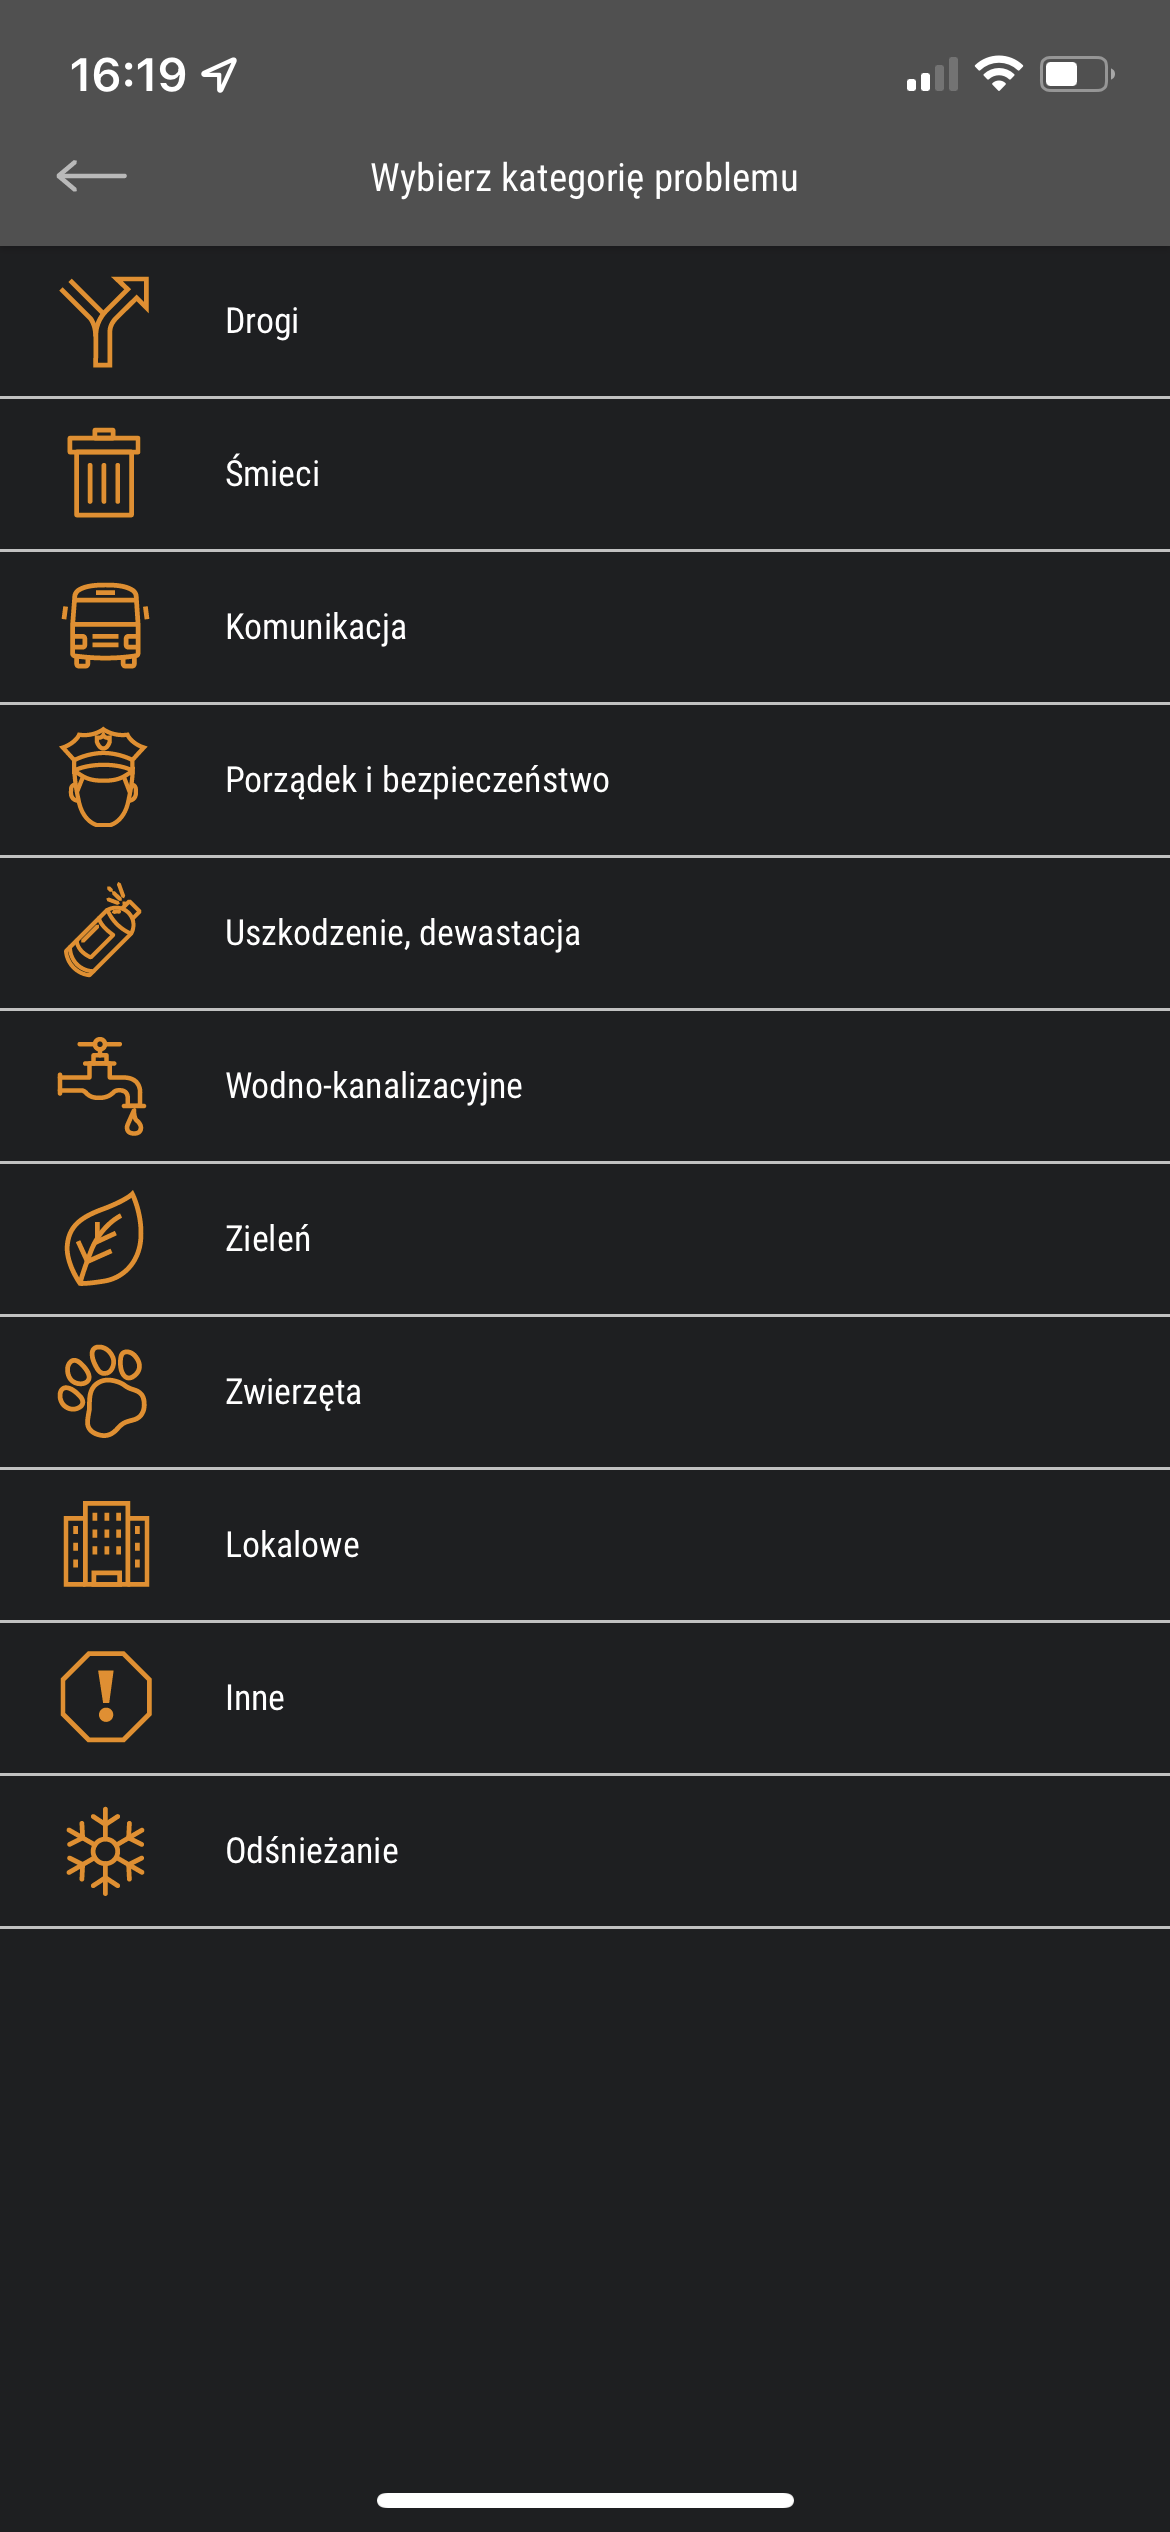 16:19
Wybierz kategorię problemu
Drogi
Śmieci
Komunikacja
Porządek i bezpieczeństwo
Uszkodzenie, dewastacja
Wodno-kanalizacyjne
Zieleń
Zwierzęta
Lokalowe
Inne
Odśnieżanie